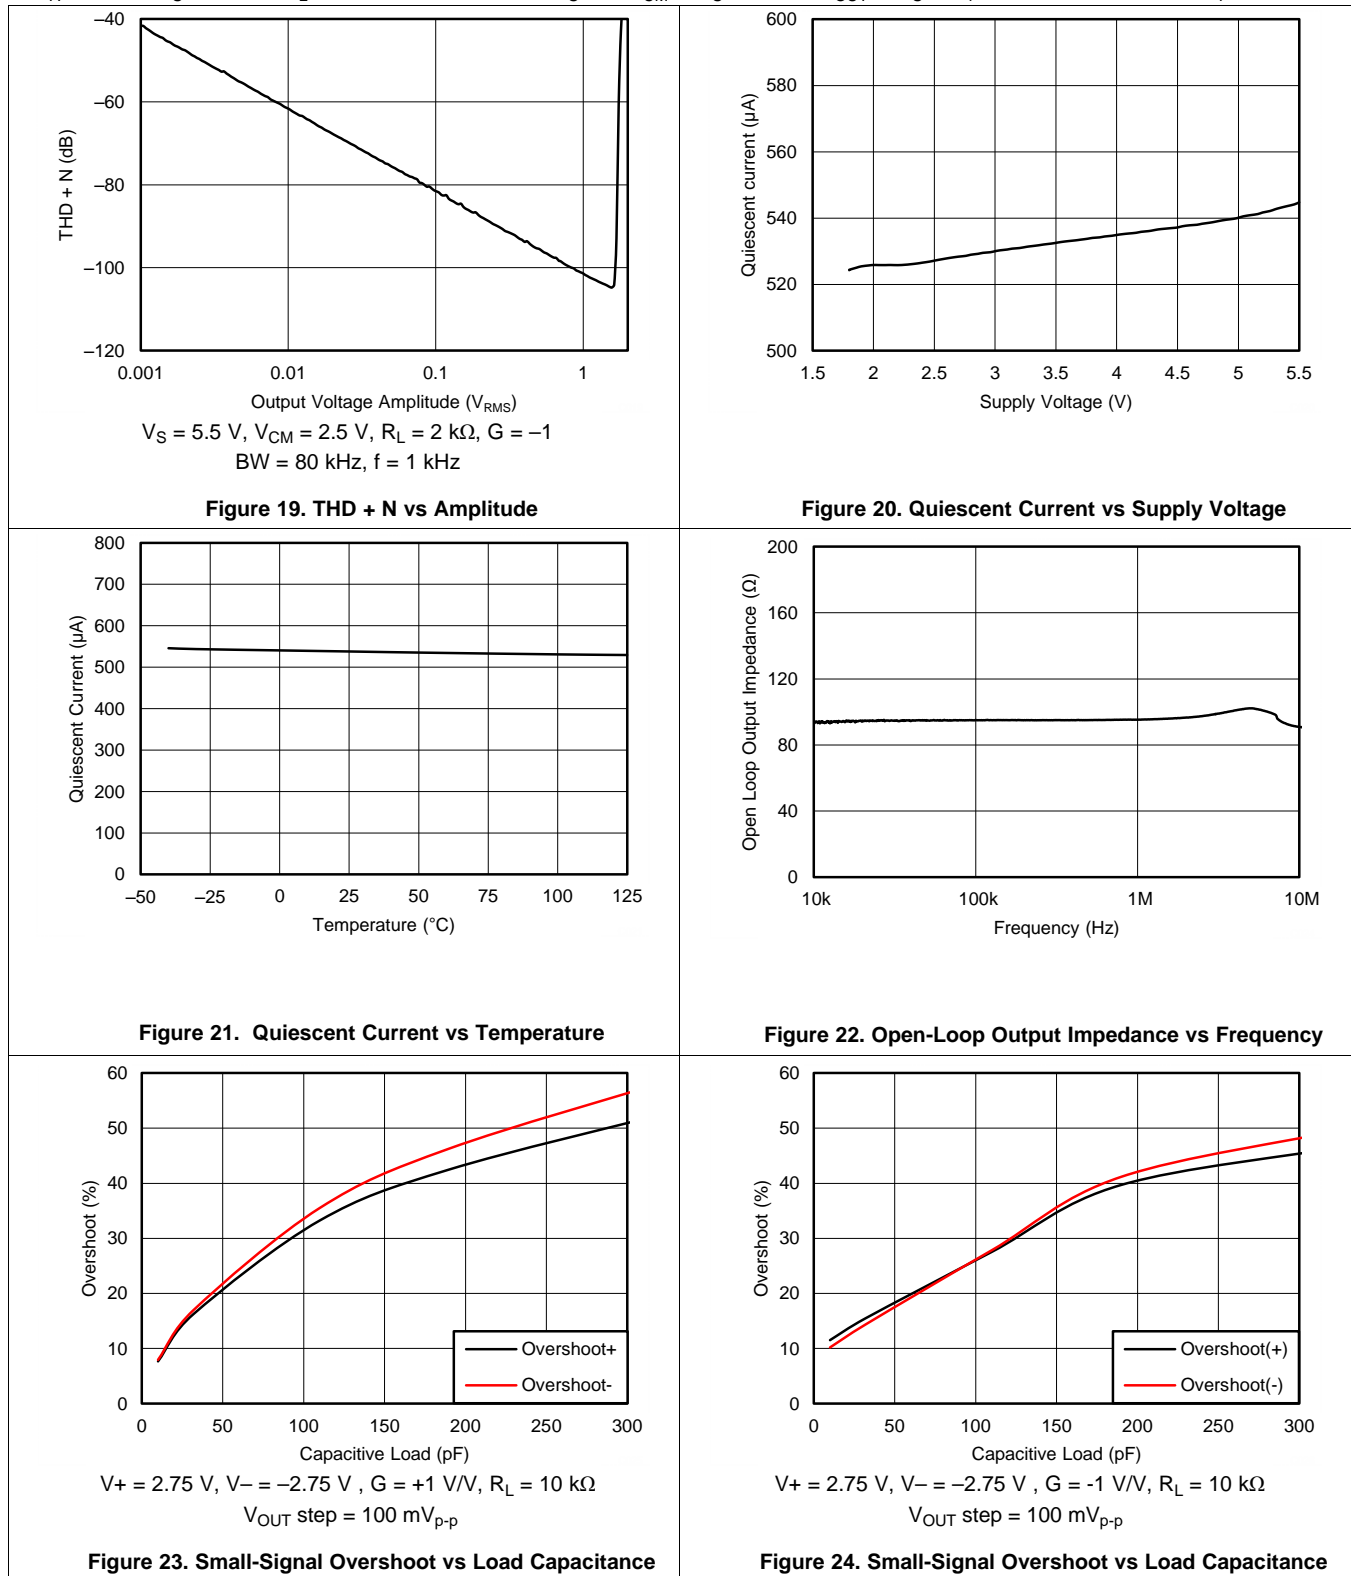 –40
–60
–80
–100
–120
THD + N (dB)
0.001 0.01 0.1 1
Output Voltage Amplitude (VRMS)
VS = 5.5 V, VCM = 2.5 V, RL = 2 kΩ, G = –1
BW = 80 kHz, f = 1 kHz
Figure 19. THD + N vs Amplitude
600
580
560
540
520
500
Quiescent current (µA)
1.5 2 2.5 3 3.5 4 4.5 5 5.5
Supply Voltage (V)
Figure 20. Quiescent Current vs Supply Voltage
800
700
600
500
400
300
200
100
0
Quiescent Current (µA)
–50 –25 0 25 50 75 100 125
Temperature (°C)
Figure 21. Quiescent Current vs Temperature
200
160
120
80
40
0
Open Loop Output Impedance (Ω)
10k 100k 1M 10M
Frequency (Hz)
Figure 22. Open-Loop Output Impedance vs Frequency
60
50
40
30
20
10
0
Overshoot (%)
Overshoot+
Overshoot-
0 50 100 150 200 250 300
Capacitive Load (pF)
V+ = 2.75 V, V– = –2.75 V , G = +1 V/V, RL = 10 kΩ
VOUT step = 100 mVp-p
Figure 23. Small-Signal Overshoot vs Load Capacitance
60
50
40
30
20
10
0
Overshoot (%)
Overshoot(+)
Overshoot(-)
0 50 100 150 200 250 300
Capacitive Load (pF)
V+ = 2.75 V, V– = –2.75 V , G = -1 V/V, RL = 10 kΩ
VOUT step = 100 mVp-p
Figure 24. Small-Signal Overshoot vs Load Capacitance